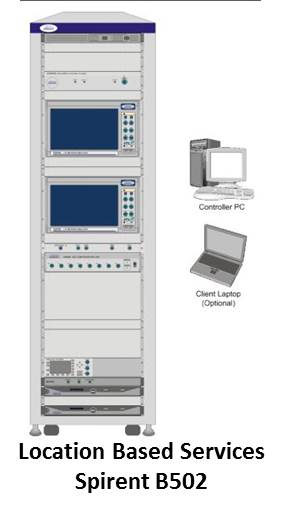 Controller PC
Client Laptop
(Optional)
Location Based Services
Spirent B502